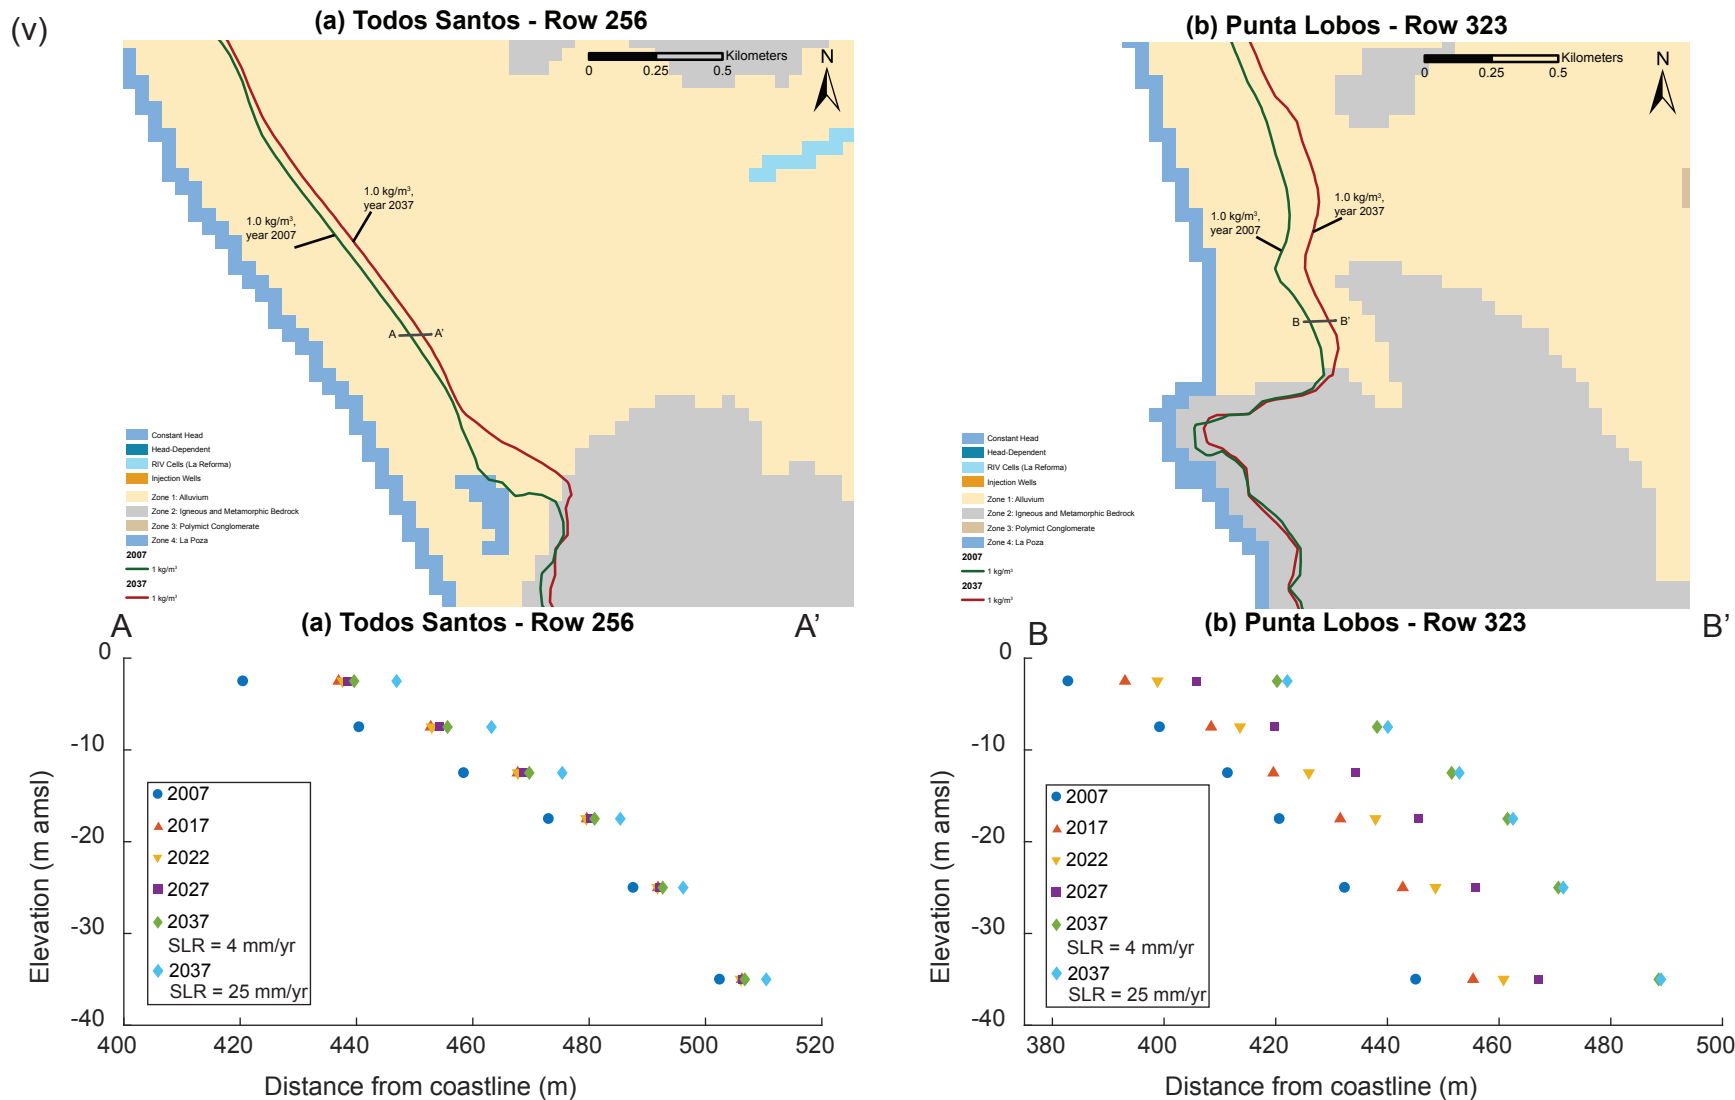 (v)
(a) Todos Santos - Row 256
Kilometers
0 0.25 0.5
N
1.0 kg/m³,
year 2037
1.0 kg/m³,
year 2007
A A'
Constant Head
Head-Dependent
RIV Cells (La Reforma)
Injection Wells
Zone 1: Alluvium
Zone 2: Igneous and Metamorphic Bedrock
Zone 3: Polymict Conglomerate
Zone 4: La Poza
2007
1 kg/m³
2037
1 kg/m³
(b) Punta Lobos - Row 323
Kilometers
0 0.25 0.5
N
1.0 kg/m³,
year 2037
1.0 kg/m³,
year 2007
B B'
Constant Head
Head-Dependent
RIV Cells (La Reforma)
Injection Wells
Zone 1: Alluvium
Zone 2: Igneous and Metamorphic Bedrock
Zone 3: Polymict Conglomerate
Zone 4: La Poza
2007
1 kg/m³
2037
1 kg/m³
A (a) Todos Santos - Row 256 A'
0
-10
-20
-30
-40
Elevation (m amsl)
2007
2017
2022
2027
2037
SLR = 4 mm/yr
2037
SLR = 25 mm/yr
400 420 440 460 480 500 520
Distance from coastline (m)
B (b) Punta Lobos - Row 323 B'
0
-10
-20
-30
-40
Elevation (m amsl)
2007
2017
2022
2027
2037
SLR = 4 mm/yr
2037
SLR = 25 mm/yr
380 400 420 440 460 480 500
Distance from coastline (m)